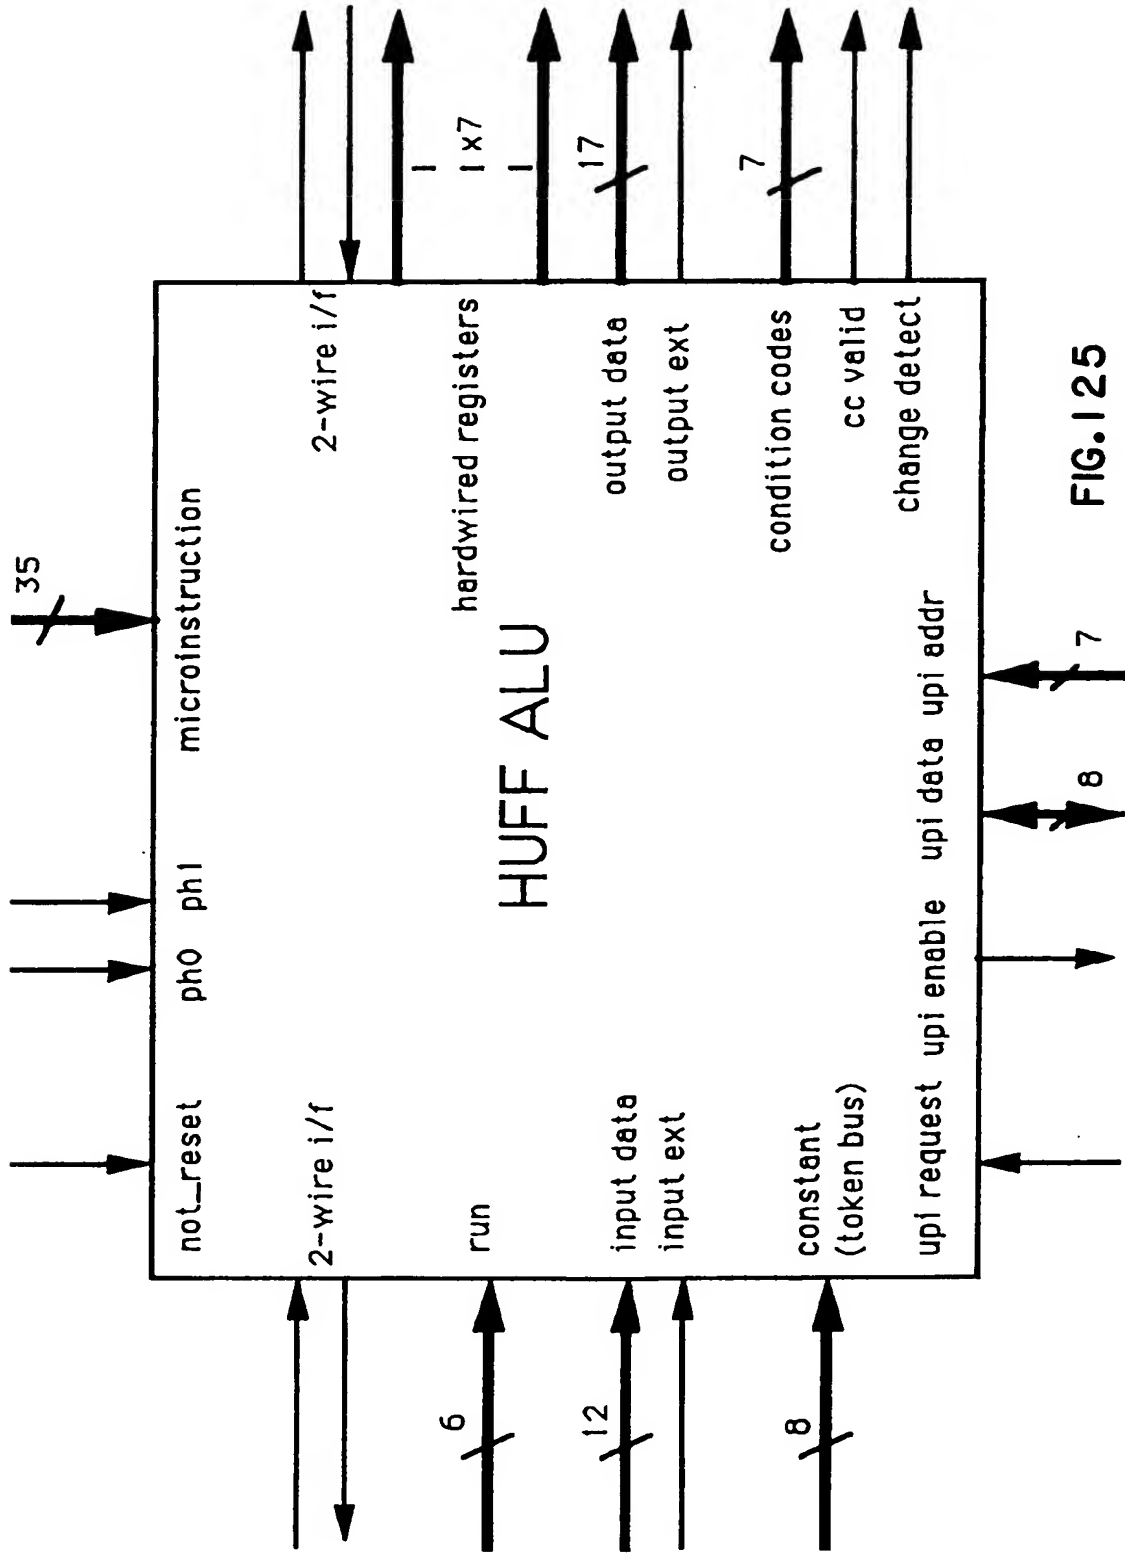 35
not_reset
ph0
ph1
microinstruction
2-wire i/f
2-wire i/f
6
run
hardwired registers
1x7
HUFF ALU
12
input data
output data
17
input ext
output ext
8
constant
(token bus)
condition codes
7
cc valid
change detect
upi request
upi enable
upi data
upi addr
8
7
FIG.125